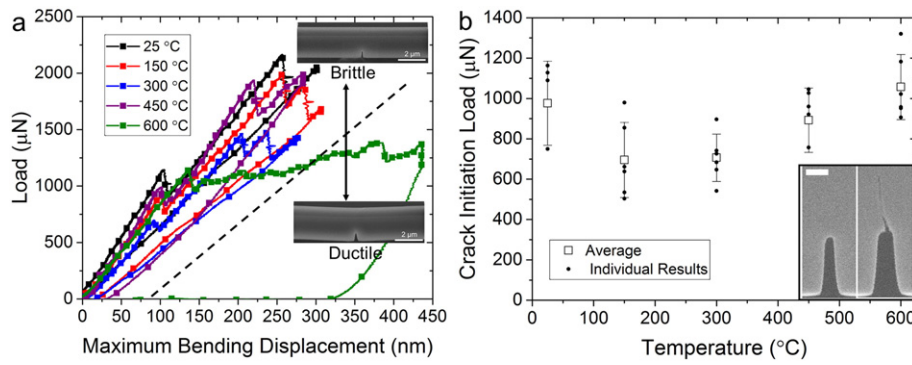 a
Load (μN)
2500
2000
1500
1000
500
0
25 °C
150 °C
300 °C
450 °C
600 °C
2 μm
Brittle
2 μm
Ductile
0 50 100 150 200 250 300 350 400 450
Maximum Bending Displacement (nm)
b
Crack Initiation Load (μN)
1400
1200
1000
800
600
400
200
0
Average
Individual Results
0 100 200 300 400 500 600
Temperature (°C)